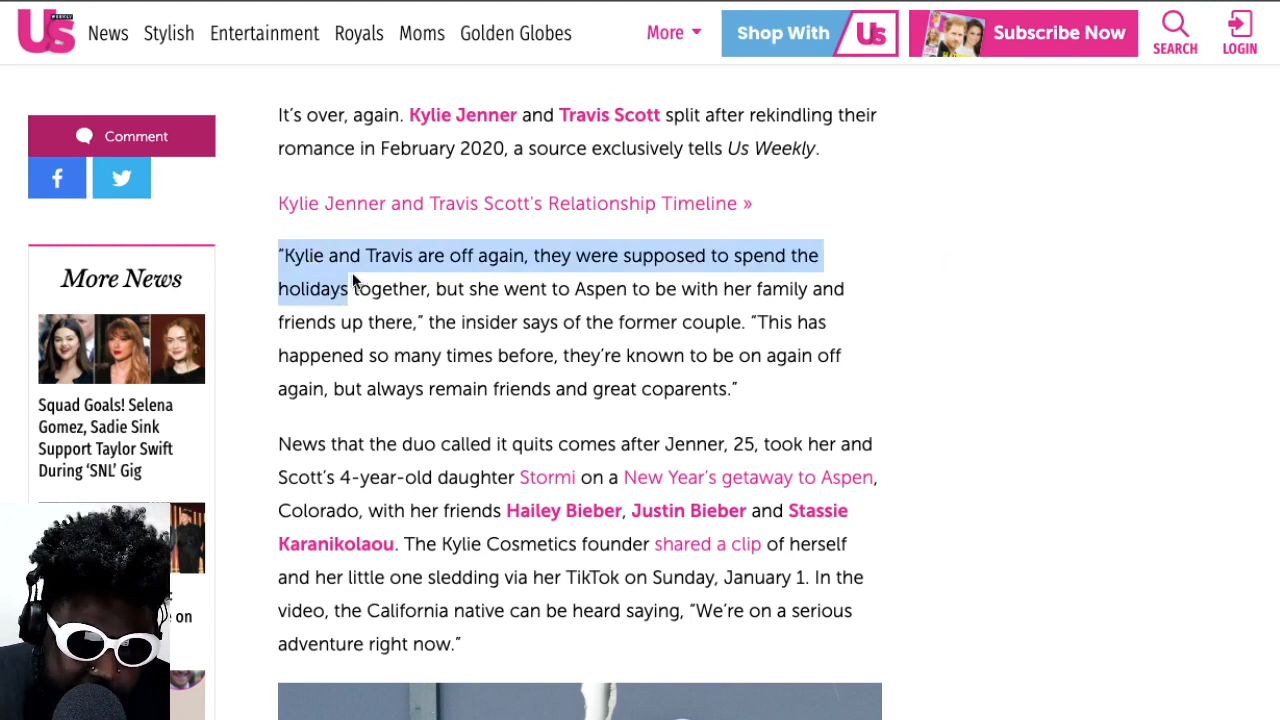 Us
WEEKLY
News Stylish Entertainment Royals Moms Golden Globes More Shop With Us Subscribe Now SEARCH LOGIN
It’s over, again. Kylie Jenner and Travis Scott split after rekindling their
romance in February 2020, a source exclusively tells Us Weekly.
Comment
Kylie Jenner and Travis Scott’s Relationship Timeline »
“Kylie and Travis are off again, they were supposed to spend the
holidays together, but she went to Aspen to be with her family and
friends up there,” the insider says of the former couple. “This has
happened so many times before, they’re known to be on again off
again, but always remain friends and great coparents.”
News that the duo called it quits comes after Jenner, 25, took her and
Scott’s 4-year-old daughter Stormi on a New Year’s getaway to Aspen,
Colorado, with her friends Hailey Bieber, Justin Bieber and Stassie
Karanikolaou. The Kylie Cosmetics founder shared a clip of herself
and her little one sledding via her TikTok on Sunday, January 1. In the
video, the California native can be heard saying, “We’re on a serious
adventure right now.”
More News
Squad Goals! Selena
Gomez, Sadie Sink
Support Taylor Swift
During ‘SNL’ Gig
on